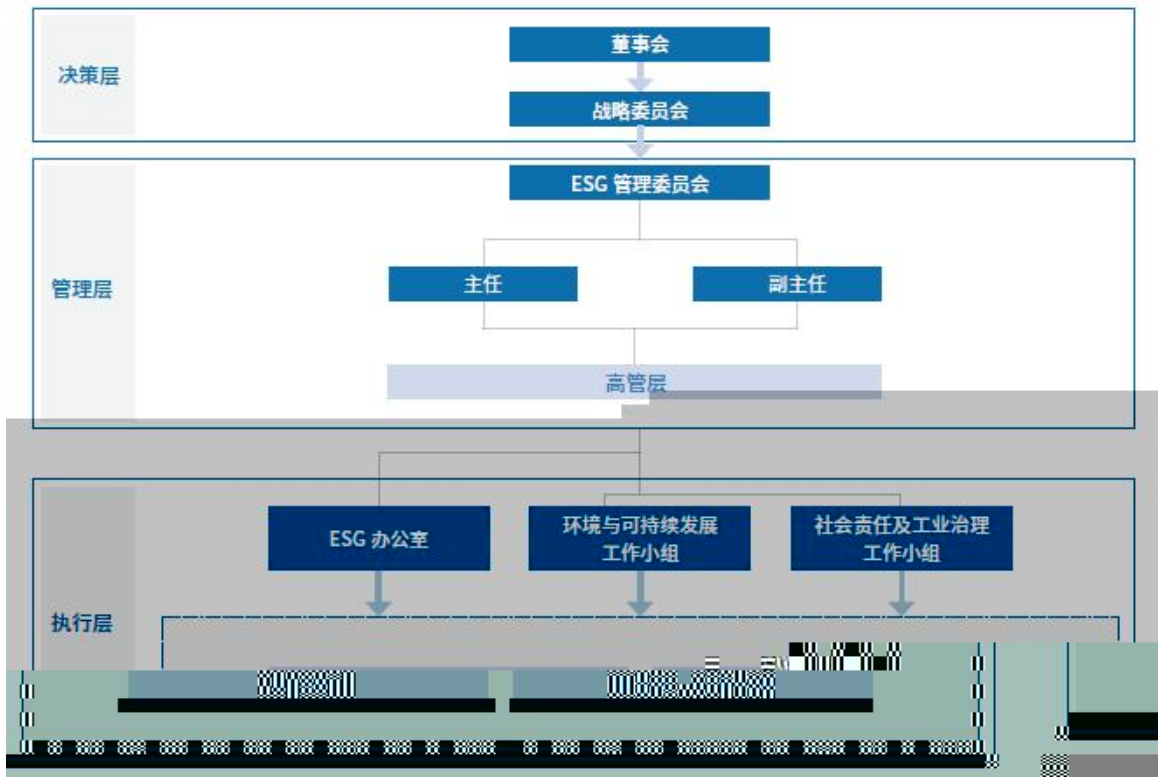 决策层
董事会
战略委员会
管理层
ESG 管理委员会
主任
副主任
高管层
执行层
ESG 办公室
环境与可持续发展
工作小组
社会责任及工业治理
工作小组